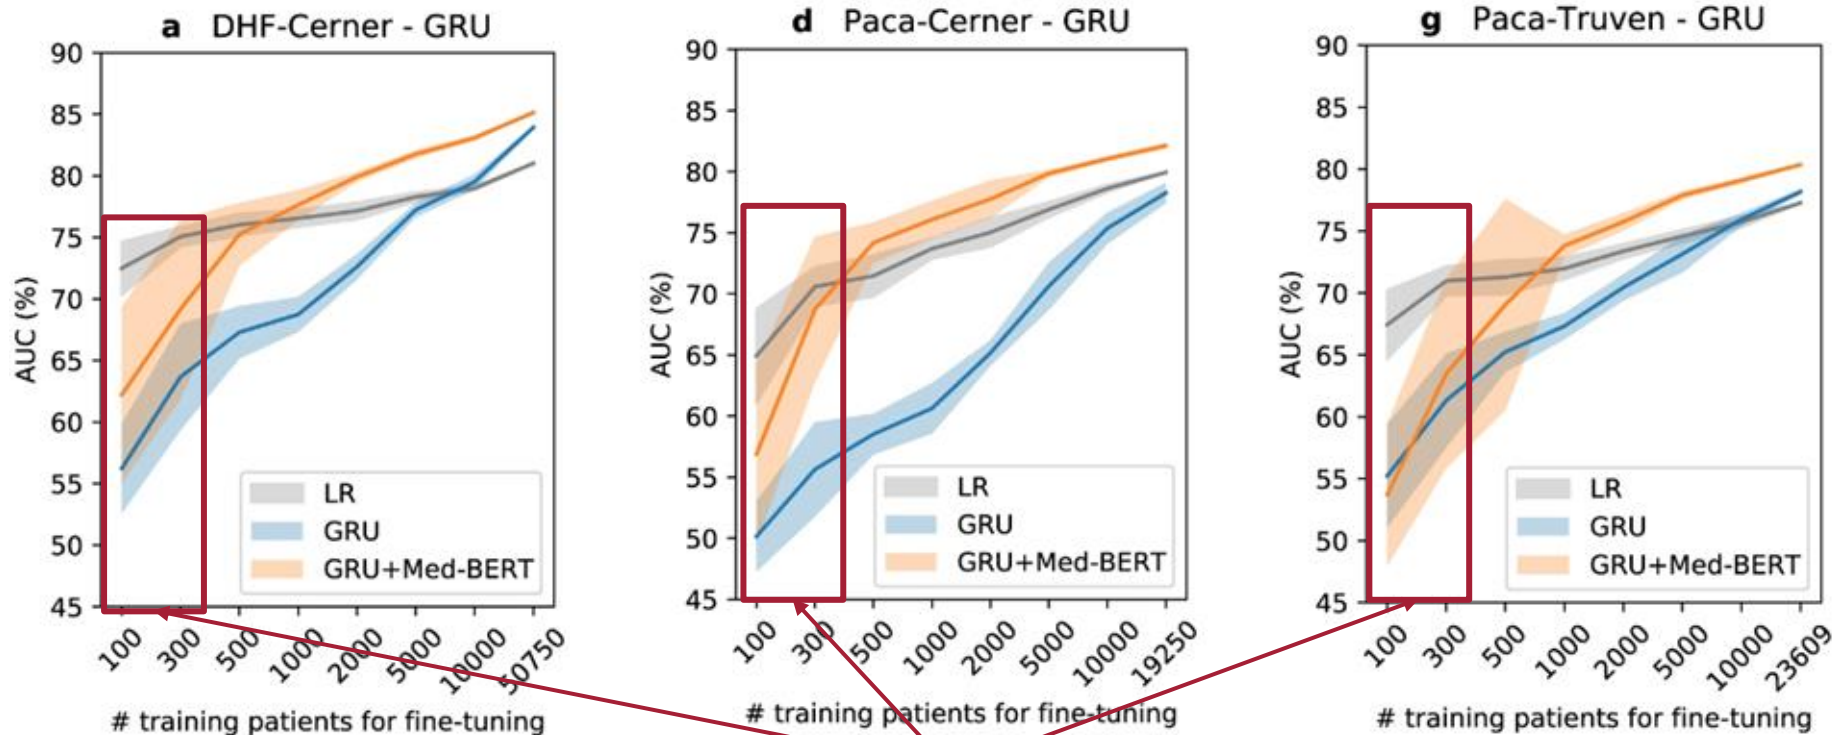 a DHF-Cerner - GRU
90
85
80
75
70
65
60
55
50
45
AUC (%)
LR
GRU
GRU+Med-BERT
100 300 500 1000 2000 5000 10000 50750
# training patients for fine-tuning
d Paca-Cerner - GRU
90
85
80
75
70
65
60
55
50
45
AUC (%)
LR
GRU
GRU+Med-BERT
100 300 500 1000 2000 5000 10000 19250
# training patients for fine-tuning
g Paca-Truven - GRU
90
85
80
75
70
65
60
55
50
45
AUC (%)
LR
GRU
GRU+Med-BERT
100 300 500 1000 2000 5000 10000 23609
# training patients for fine-tuning